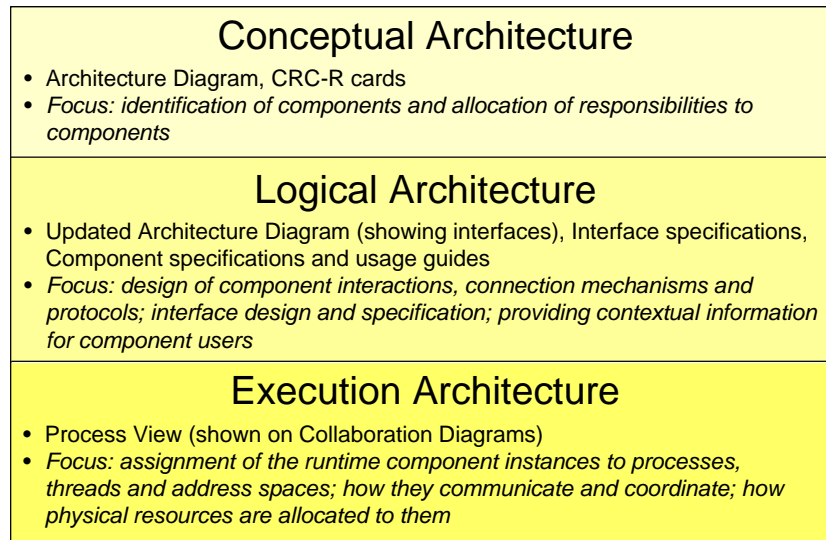 Conceptual Architecture
• Architecture Diagram, CRC-R cards
• Focus: identification of components and allocation of responsibilities to
components
Logical Architecture
• Updated Architecture Diagram (showing interfaces), Interface specifications,
Component specifications and usage guides
• Focus: design of component interactions, connection mechanisms and
protocols; interface design and specification; providing contextual information
for component users
Execution Architecture
• Process View (shown on Collaboration Diagrams)
• Focus: assignment of the runtime component instances to processes,
threads and address spaces; how they communicate and coordinate; how
physical resources are allocated to them